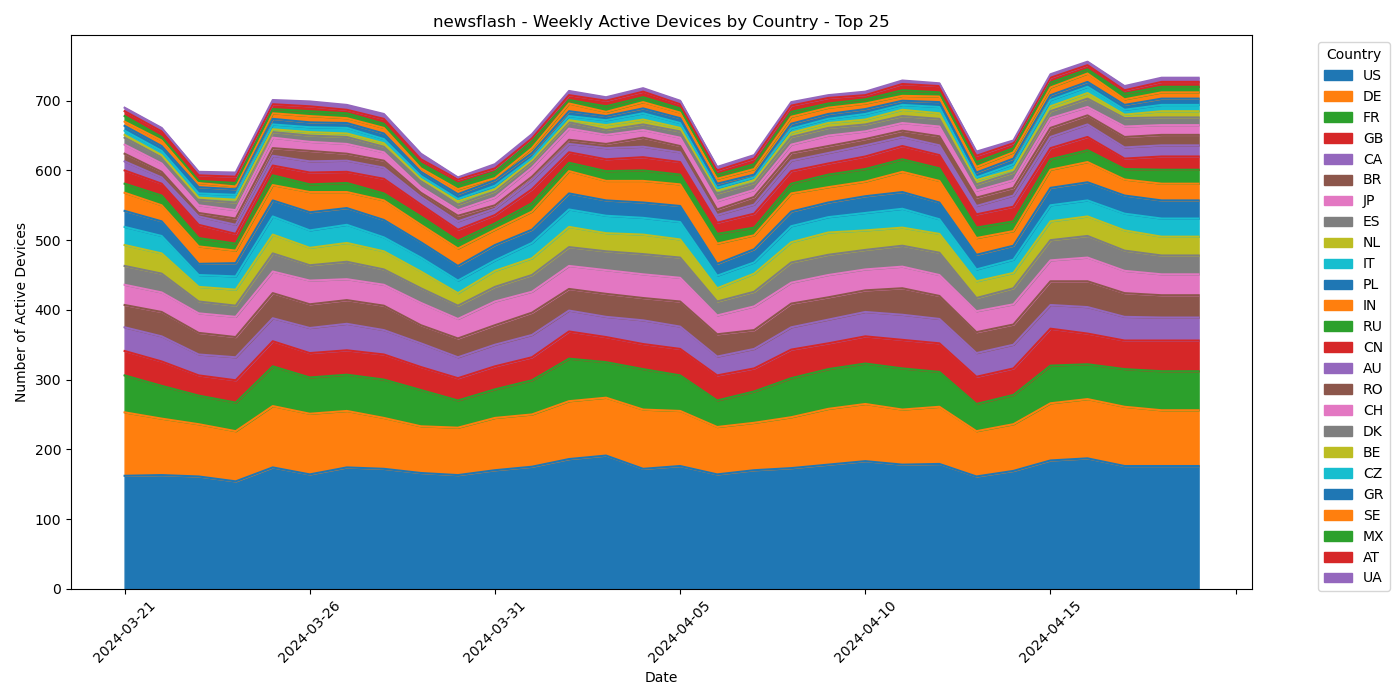 newsflash - Weekly Active Devices by Country - Top 25
Number of Active Devices
700
600
500
400
300
200
100
0
2024-03-21
2024-03-26
2024-03-31
2024-04-05
2024-04-10
2024-04-15
Date
Country
US
DE
FR
GB
CA
BR
JP
ES
NL
IT
PL
IN
RU
CN
AU
RO
CH
DK
BE
CZ
GR
SE
MX
AT
UA